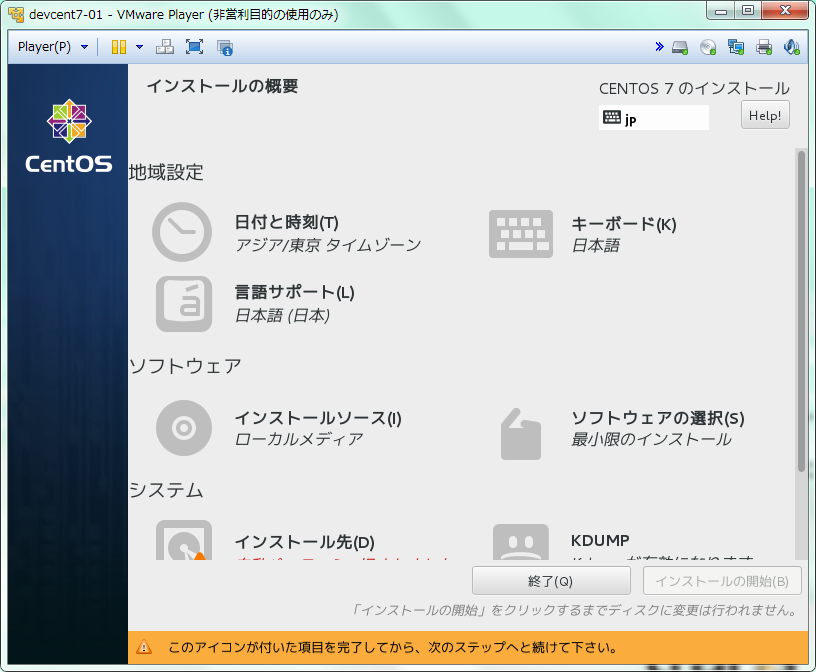 devcent7-01 - VMware Player (非営利目的の使用のみ)
Player(P)
インストールの概要
CENTOS 7 のインストール
jp
Help!
CentOS
地域設定
日付と時刻(T)
アジア/東京 タイムゾーン
キーボード(K)
日本語
言語サポート(L)
日本語 (日本)
ソフトウェア
インストールソース(I)
ローカルメディア
ソフトウェアの選択(S)
最小限のインストール
システム
インストール先(D)
KDUMP
終了(Q)
インストールの開始(B)
「インストールの開始」をクリックするまでディスクに変更は行われません。
このアイコンが付いた項目を完了してから、次のステップへと続けて下さい。